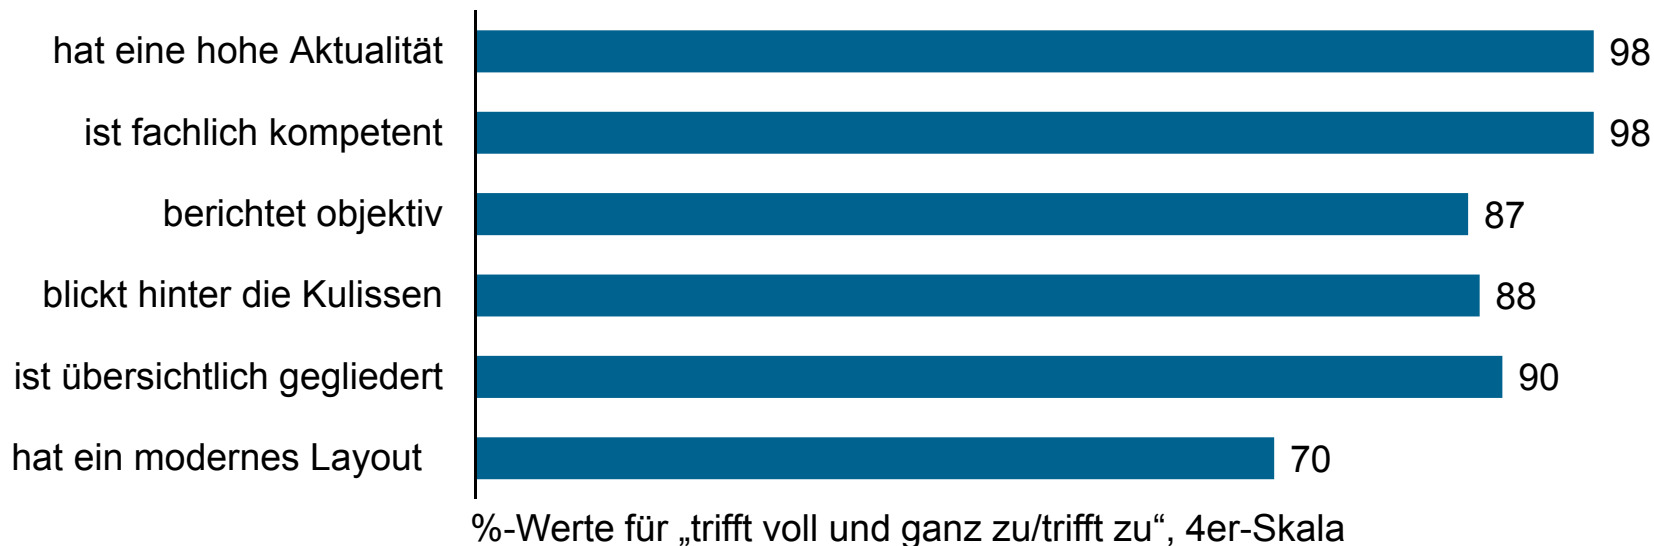 hat eine hohe Aktualität 98
ist fachlich kompetent 98
berichtet objektiv 87
blickt hinter die Kulissen 88
ist übersichtlich gegliedert 90
hat ein modernes Layout 70
%-Werte für „trifft voll und ganz zu/trifft zu“, 4er-Skala